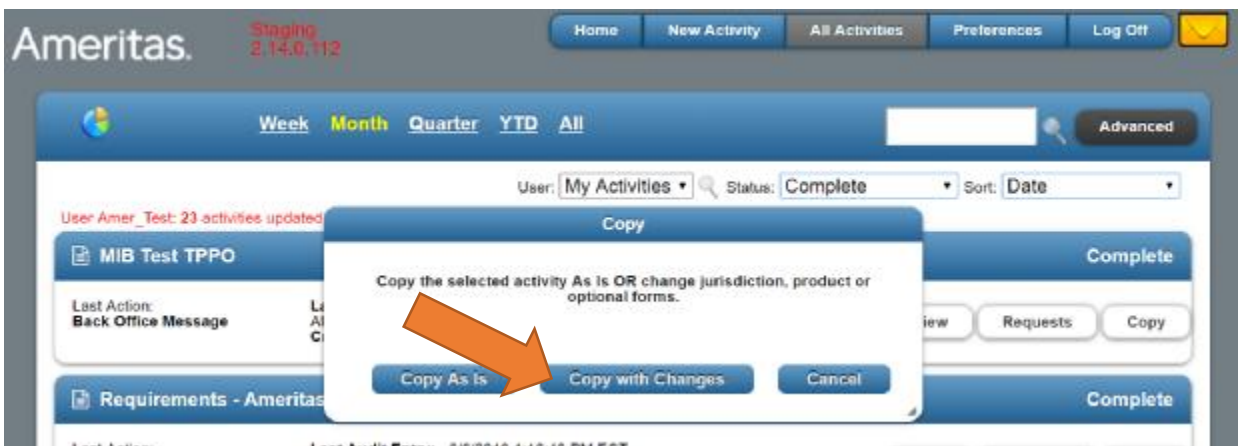 Ameritas.
Staging
2.14.0.112
Home New Activity All Activities Preferences Log Off
Week Month Quarter YTD All
Advanced
User: My Activities Status: Complete Sort: Date
User Amer_Test: 23 activities updated
Copy
MIB Test TPPO
Complete
Copy the selected activity As Is OR change jurisdiction, product or
optional forms.
Last Action:
Back Office Message
Requests Copy
Copy As Is Copy with Changes Cancel
Requirements - Ameritas
Complete